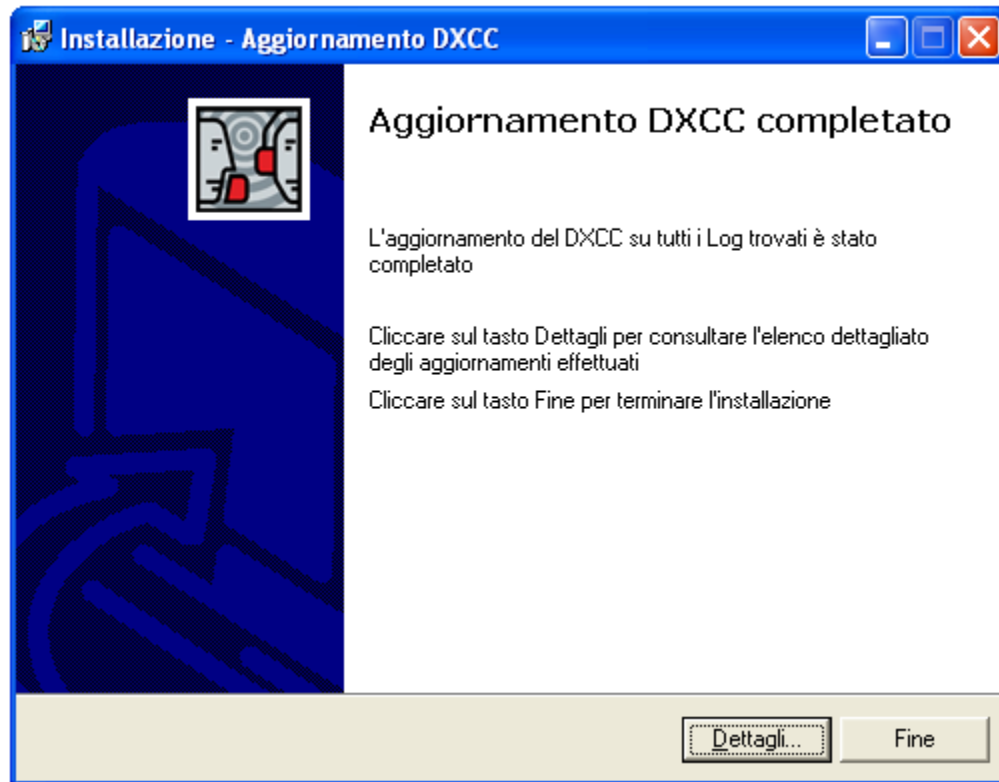 Installazione - Aggiornamento DXCC
Aggiornamento DXCC completato
L'aggiornamento del DXCC su tutti i Log trovati è stato
completato
Cliccare sul tasto Dettagli per consultare l'elenco dettagliato
degli aggiornamenti effettuati
Cliccare sul tasto Fine per terminare l'installazione
Dettagli...
Fine